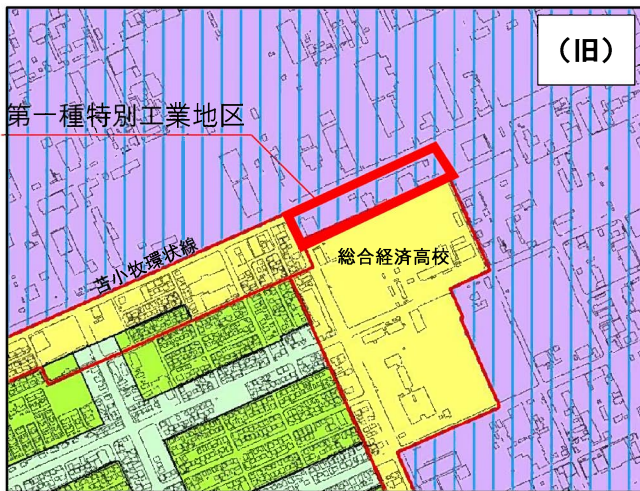 （旧）
第一種特別工業地区
苫小牧環状線
総合経済高校